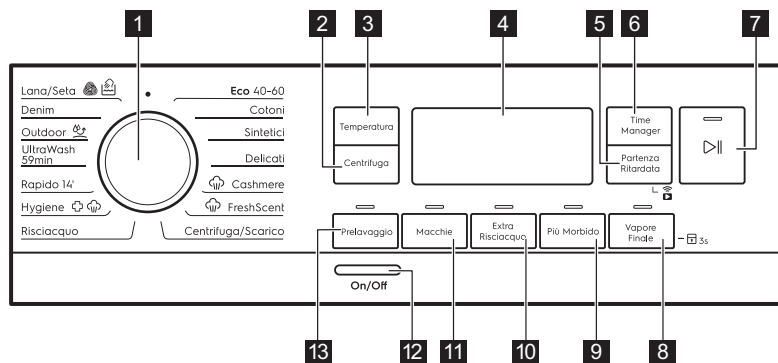 1
2
3
4
5
6
7
Lana/Seta
Denim
Outdoor
UltraWash
59min
Rapido 14'
Hygiene
Risciacquo
Eco 40-60
Cotoni
Sintetici
Delicati
Cashmere
FreshScent
Centrifuga/Scarico
Temperatura
Centrifuga
Time
Manager
Partenza
Ritardata
Prelavaggio
Macchie
Extra
Risciacquo
Più Morbido
Vapore
Finale
3s
On/Off
13
12
11
10
9
8